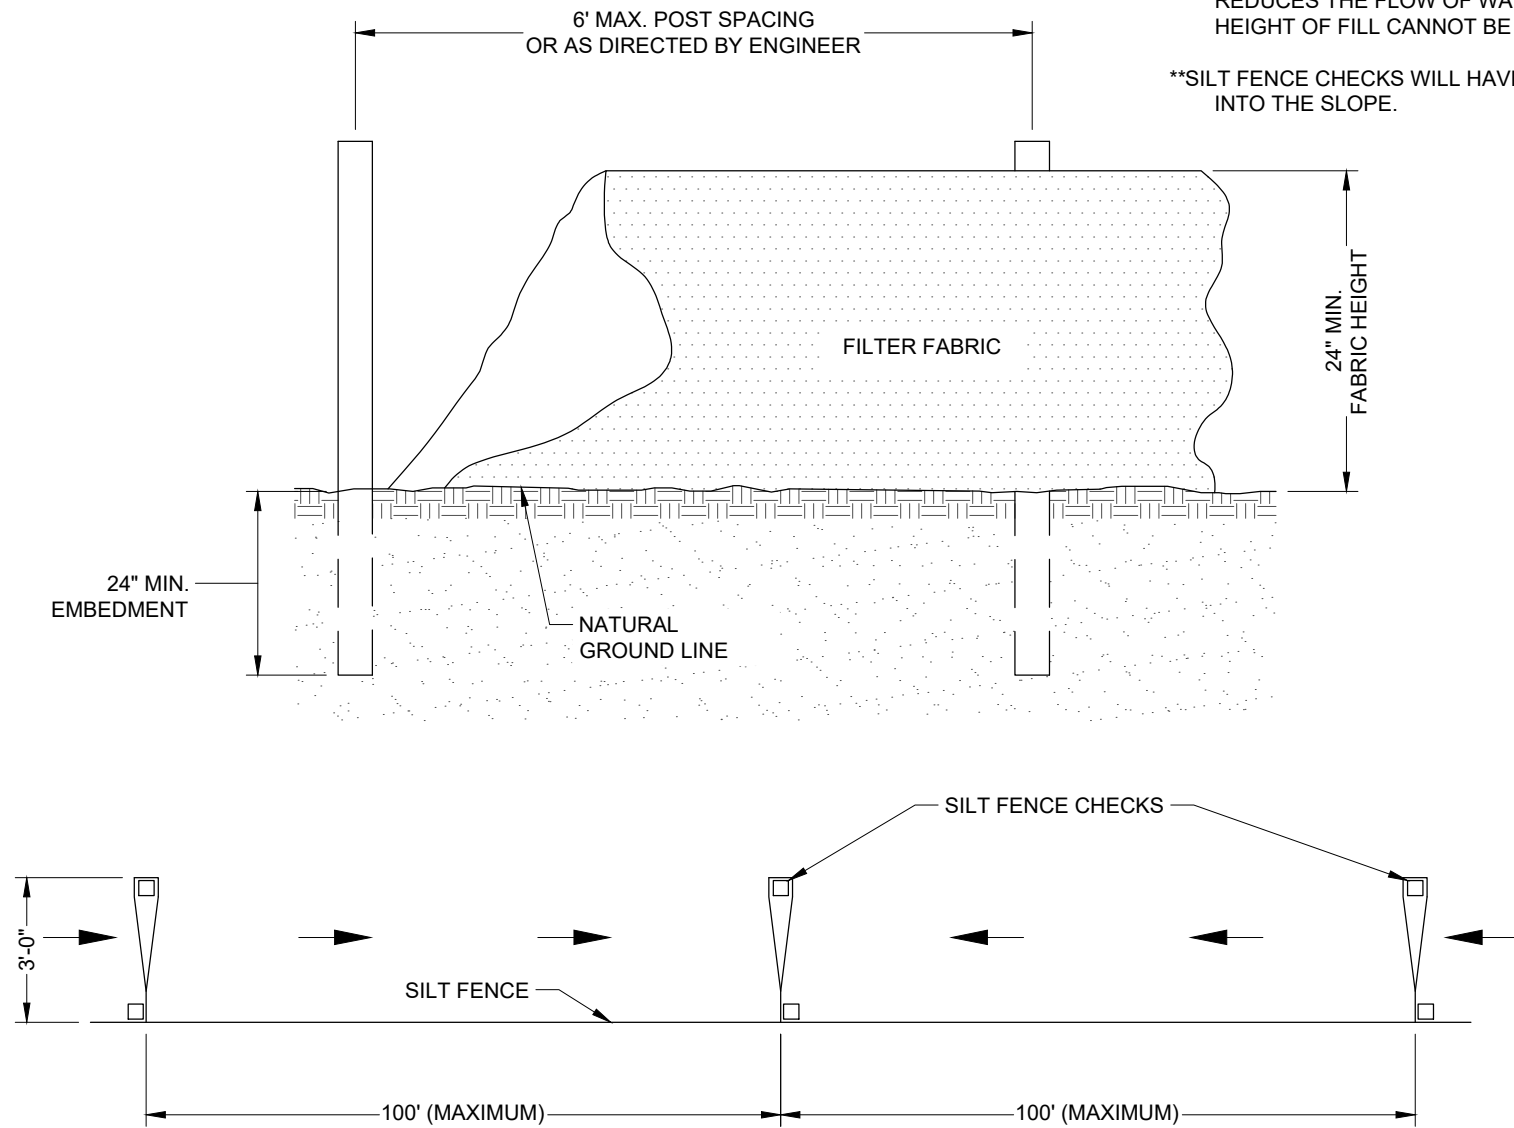 6' MAX. POST SPACING
OR AS DIRECTED BY ENGINEER
REDUCES THE FLOW OF
HEIGHT OF FILL CANNOT BE
**SILT FENCE CHECKS WILL
INTO THE SLOPE.
FILTER FABRIC
24" MIN.
FABRIC HEIGHT
24" MIN.
EMBEDMENT
NATURAL
GROUND LINE
SILT FENCE CHECKS
3'-0"
SILT FENCE
100' (MAXIMUM)
100' (MAXIMUM)